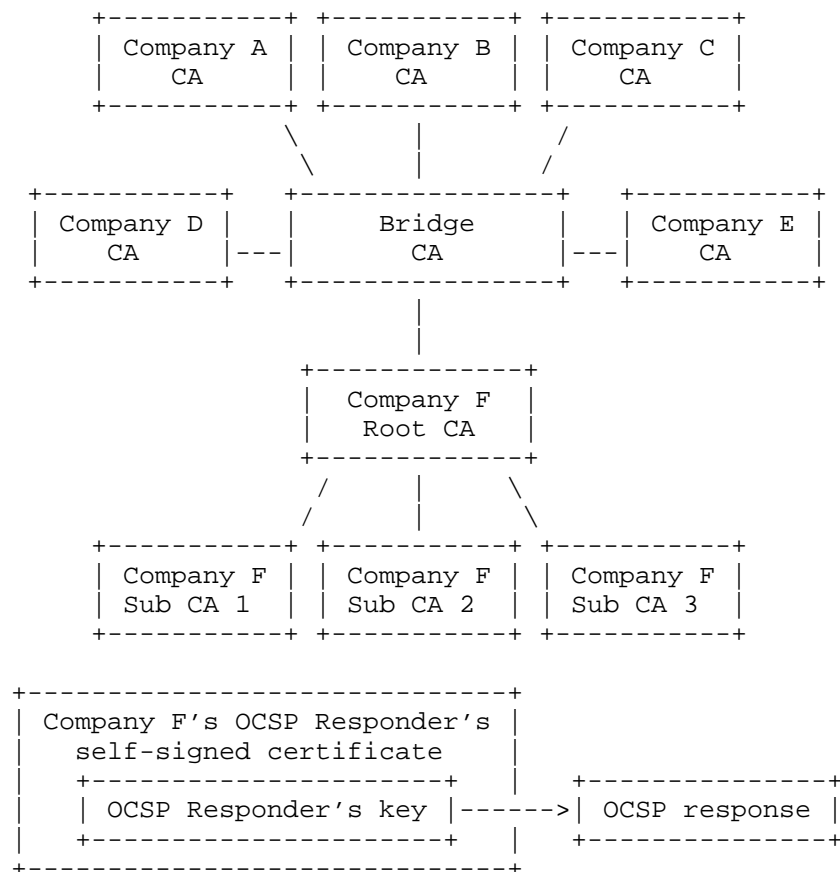 Company A Company B Company C
CA CA CA
Company D Bridge Company E
CA CA CA
Company F
Root CA
Company F Company F Company F
Sub CA 1 Sub CA 2 Sub CA 3
Company F's OCSP Responder's
self-signed certificate
OCSP Responder's key OCSP response